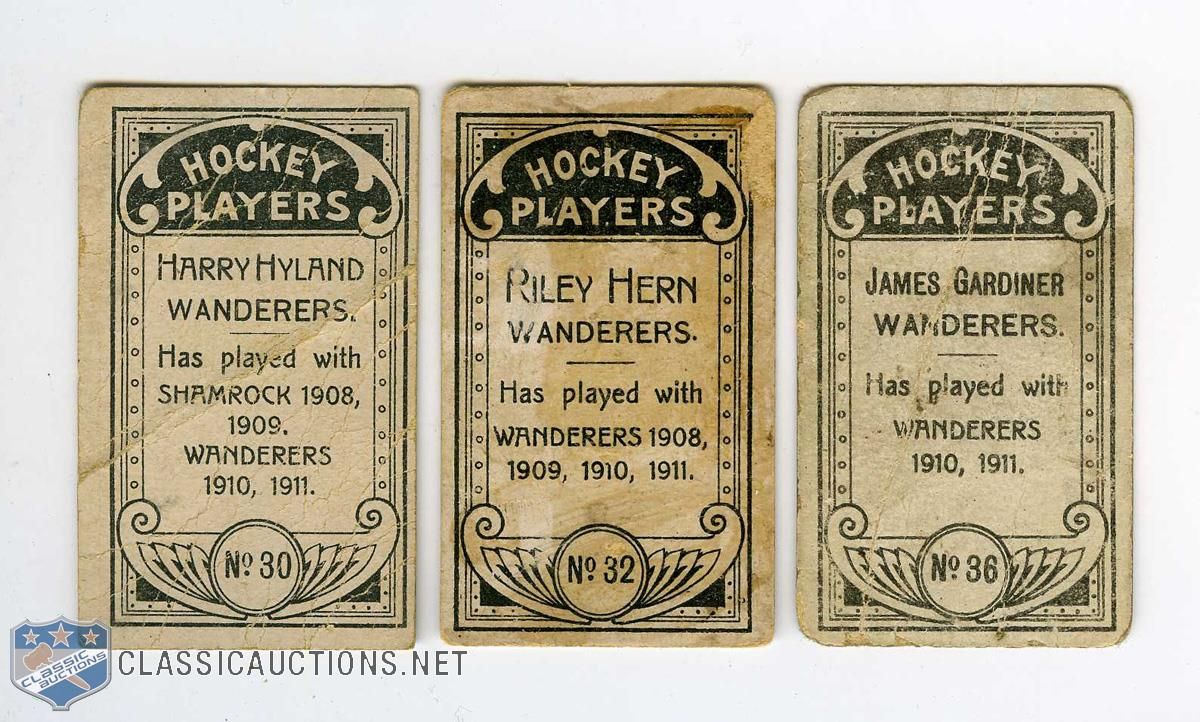 HOCKEY
PLAYERS
HARRY HYLAND
WANDERERS.
Has played with
SHAMROCK 1908,
1909.
WANDERERS
1910, 1911.
Nº 30
HOCKEY
PLAYERS
RILEY HERN
WANDERERS.
Has played with
WANDERERS 1908,
1909, 1910, 1911.
Nº 32
HOCKEY
PLAYERS
JAMES GARDINER
WANDERERS.
Has played with
WANDERERS
1910, 1911.
Nº 36
CLASSIC
AUCTIONS
CLASSICAUCTIONS.NET